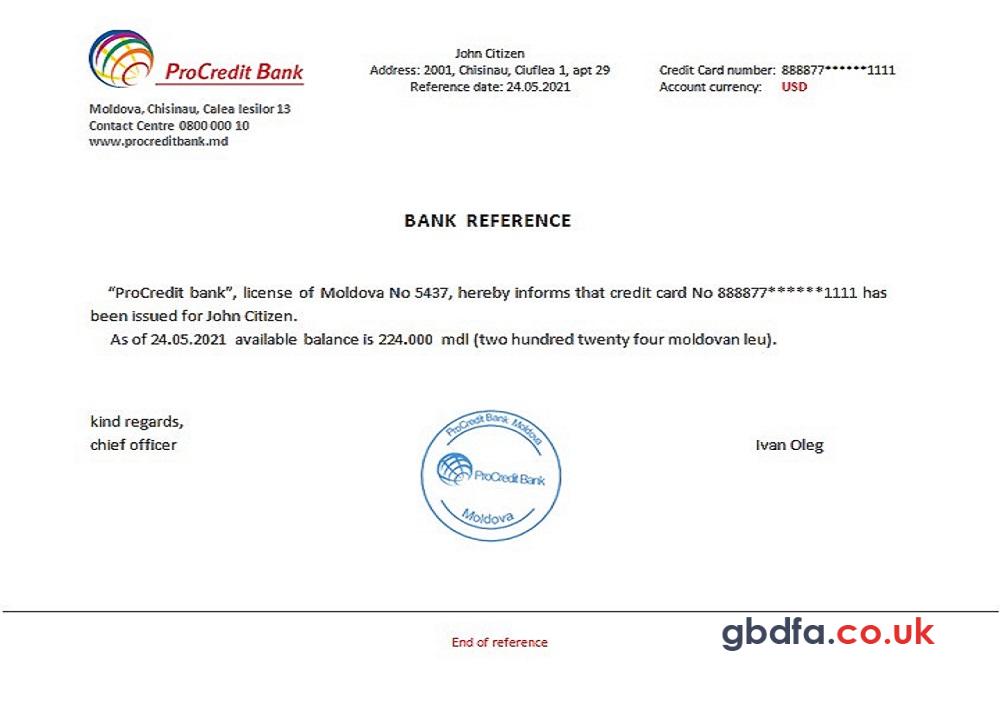 ProCredit Bank
Moldova, Chisinau, Calea Iesilor 13
Contact Centre 0800 000 10
www.procreditbank.md
John Citizen
Address: 2001, Chisinau, Ciuflea 1, apt 29
Reference date: 24.05.2021
Credit Card number: 888877******1111
Account currency: USD
BANK REFERENCE
“ProCredit bank”, license of Moldova No 5437, hereby informs that credit card No 888877******1111 has
been issued for John Citizen.
As of 24.05.2021 available balance is 224.000 mdl (two hundred twenty four moldovan leu).
kind regards,
chief officer
ProCredit Bank Moldova
ProCredit Bank
Moldova
Ivan Oleg
End of reference
gbdfa.co.uk